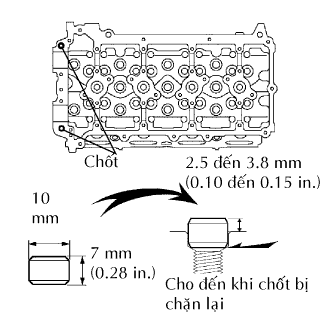 Chốt
2.5 đến 3.8 mm
(0.10 đến 0.15 in.)
10
mm
7 mm
(0.28 in.)
Cho đến khi chốt bị
chặn lại